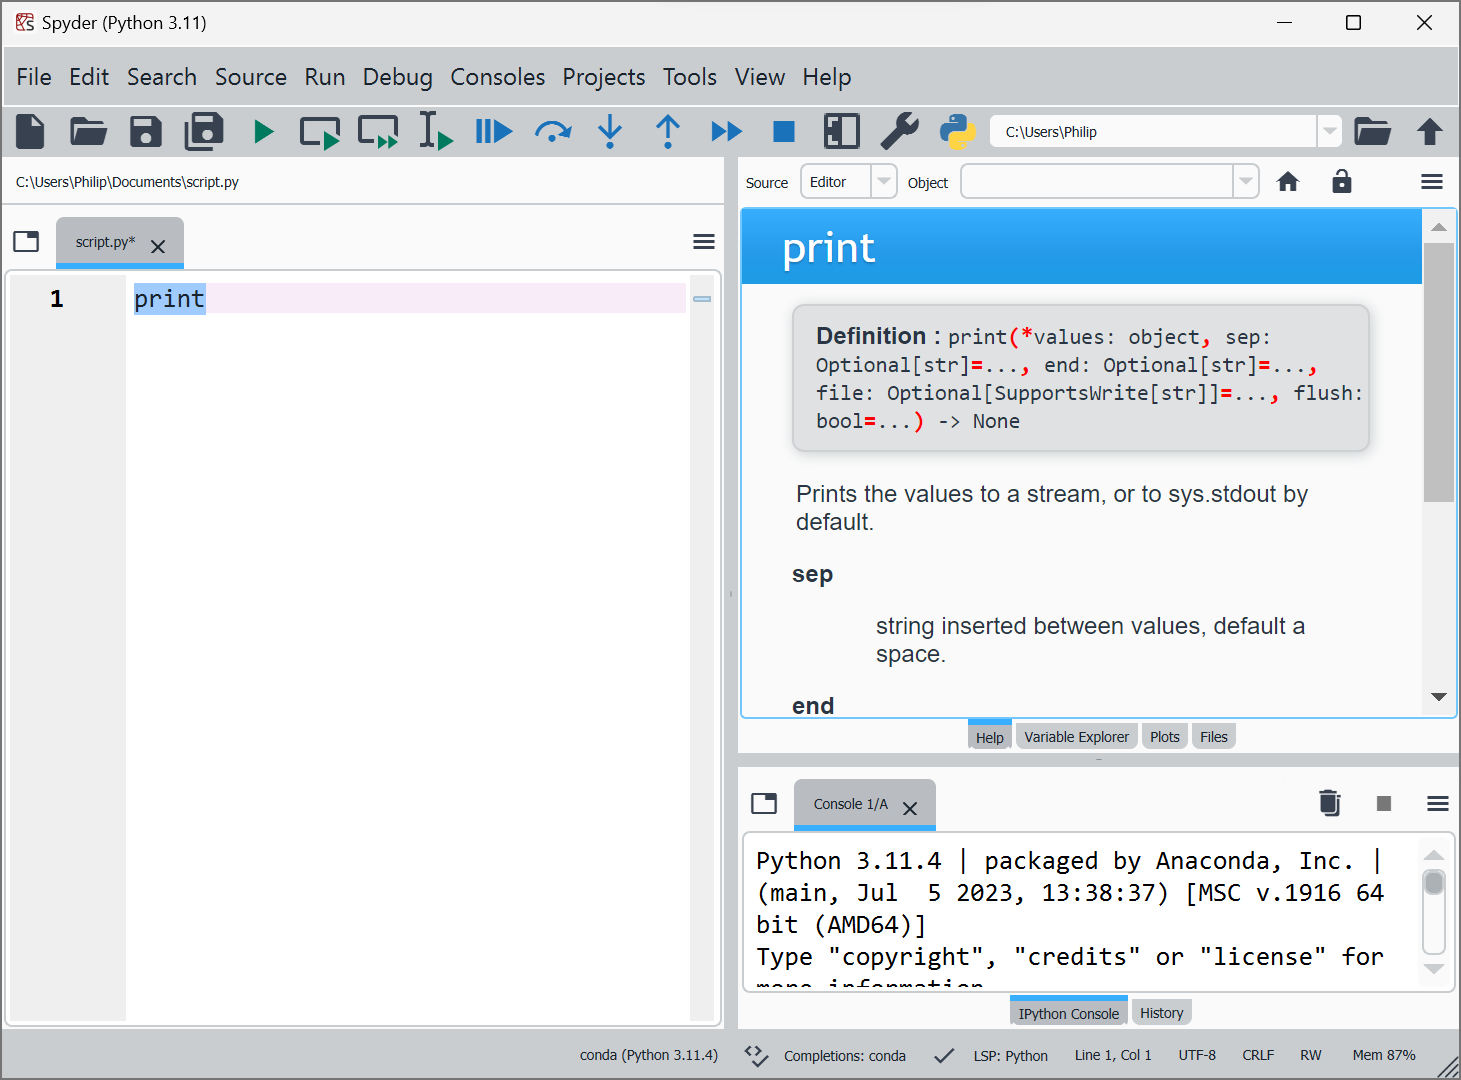 Spyder (Python 3.11)
File Edit Search Source Run Debug Consoles Projects Tools View Help
C:\Users\Philip
C:\Users\Philip\Documents\script.py
script.py*
1 print
Source Editor Object
print
Definition : print(*values: object, sep:
Optional[str]=..., end: Optional[str]=...,
file: Optional[SupportsWrite[str]]=..., flush:
bool=...) -> None
Prints the values to a stream, or to sys.stdout by
default.
sep
string inserted between values, default a
space.
end
Help Variable Explorer Plots Files
Console 1/A
Python 3.11.4 | packaged by Anaconda, Inc. |
(main, Jul  5 2023, 13:38:37) [MSC v.1916 64
bit (AMD64)]
Type "copyright", "credits" or "license" for
more information
IPython Console History
conda (Python 3.11.4) Completions: conda LSP: Python Line 1, Col 1 UTF-8 CRLF RW Mem 87%